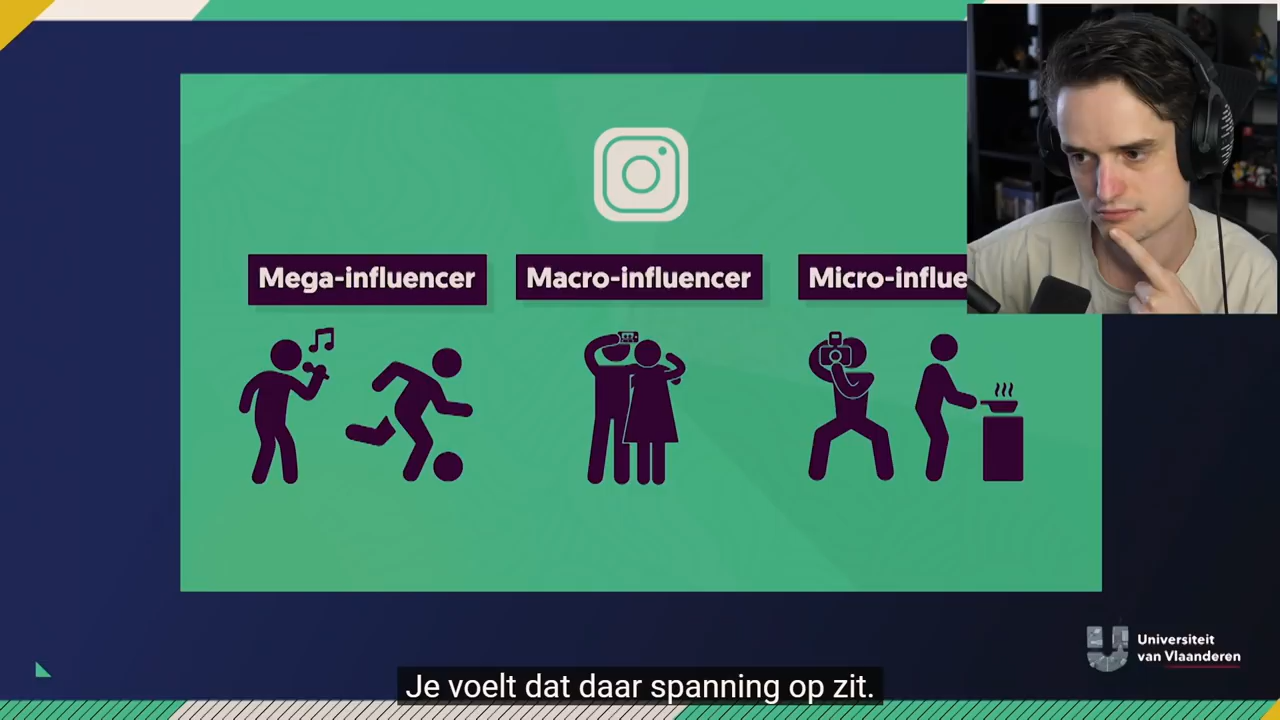 Mega-influencer
Macro-influencer
Micro-influe
Universiteit
van Vlaanderen
Je voelt dat daar spanning op zit.